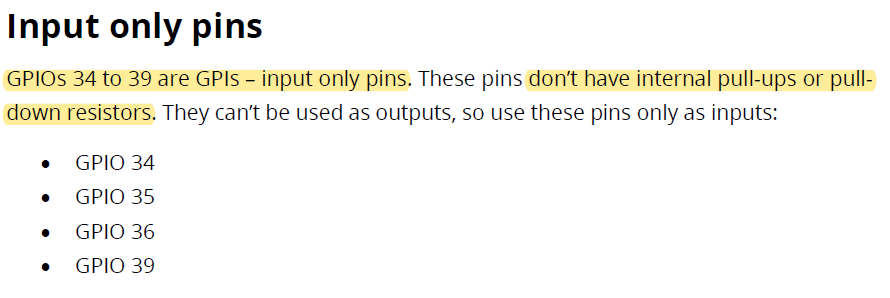 Input only pins
GPIOs 34 to 39 are GPIs – input only pins. These pins don’t have internal pull-ups or pull-
down resistors. They can’t be used as outputs, so use these pins only as inputs:
• GPIO 34
• GPIO 35
• GPIO 36
• GPIO 39